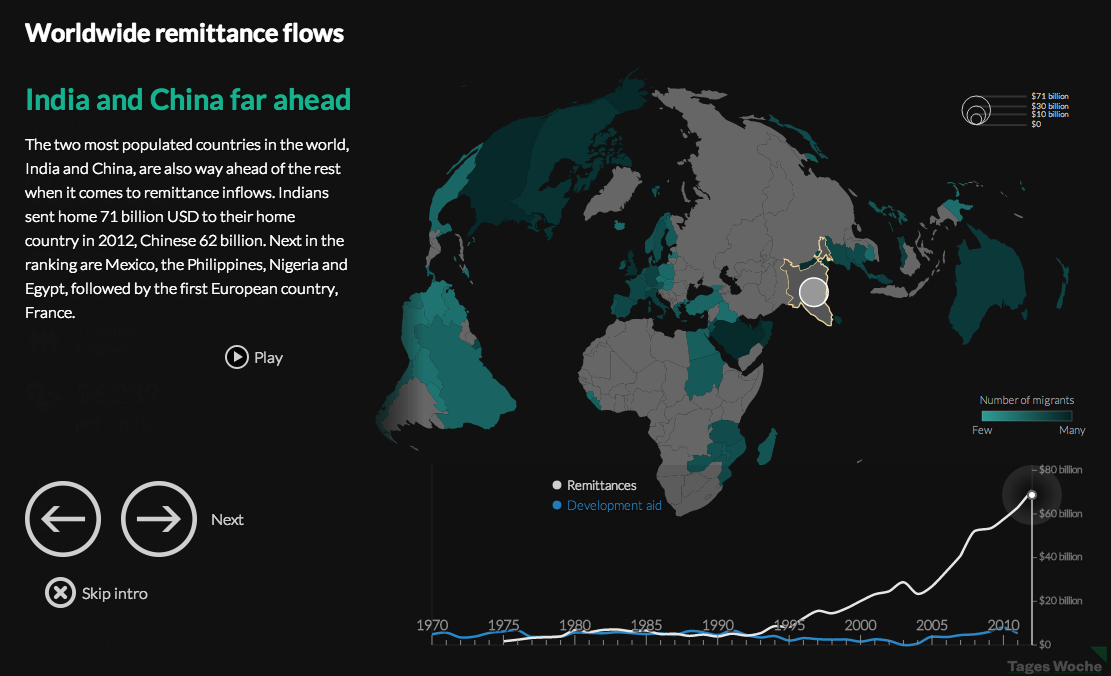 Worldwide remittance flows
India and China far ahead
The two most populated countries in the world,
India and China, are also way ahead of the rest
when it comes to remittance inflows. Indians
sent home 71 billion USD to their home
country in 2012, Chinese 62 billion. Next in the
ranking are Mexico, the Philippines, Nigeria and
Egypt, followed by the first European country,
France.
Play
Next
Skip intro
$71 billion
$30 billion
$10 billion
$0
Number of migrants
Few Many
Remittances
Development aid
$80 billion
$60 billion
$40 billion
$20 billion
$0
1970 1975 1980 1985 1990 1995 2000 2005 2010
Tages Woche